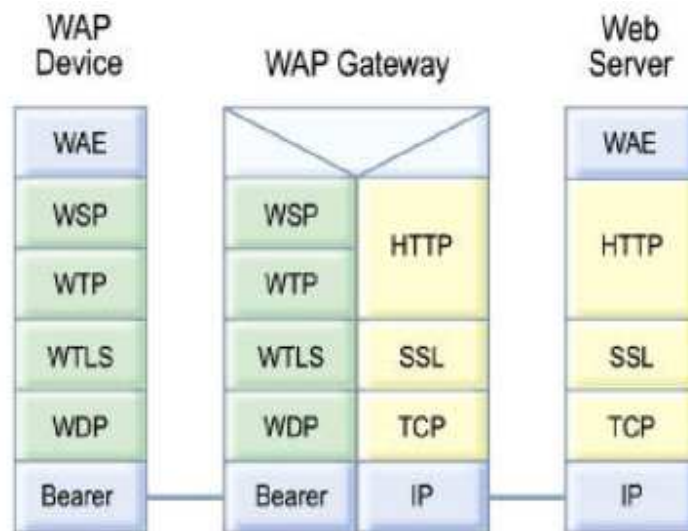 WAP
Device
WAP Gateway
Web
Server
WAE
WAE
WSP
WSP
HTTP
HTTP
WTP
WTP
WTLS
WTLS
SSL
SSL
WDP
WDP
TCP
TCP
Bearer
Bearer
IP
IP